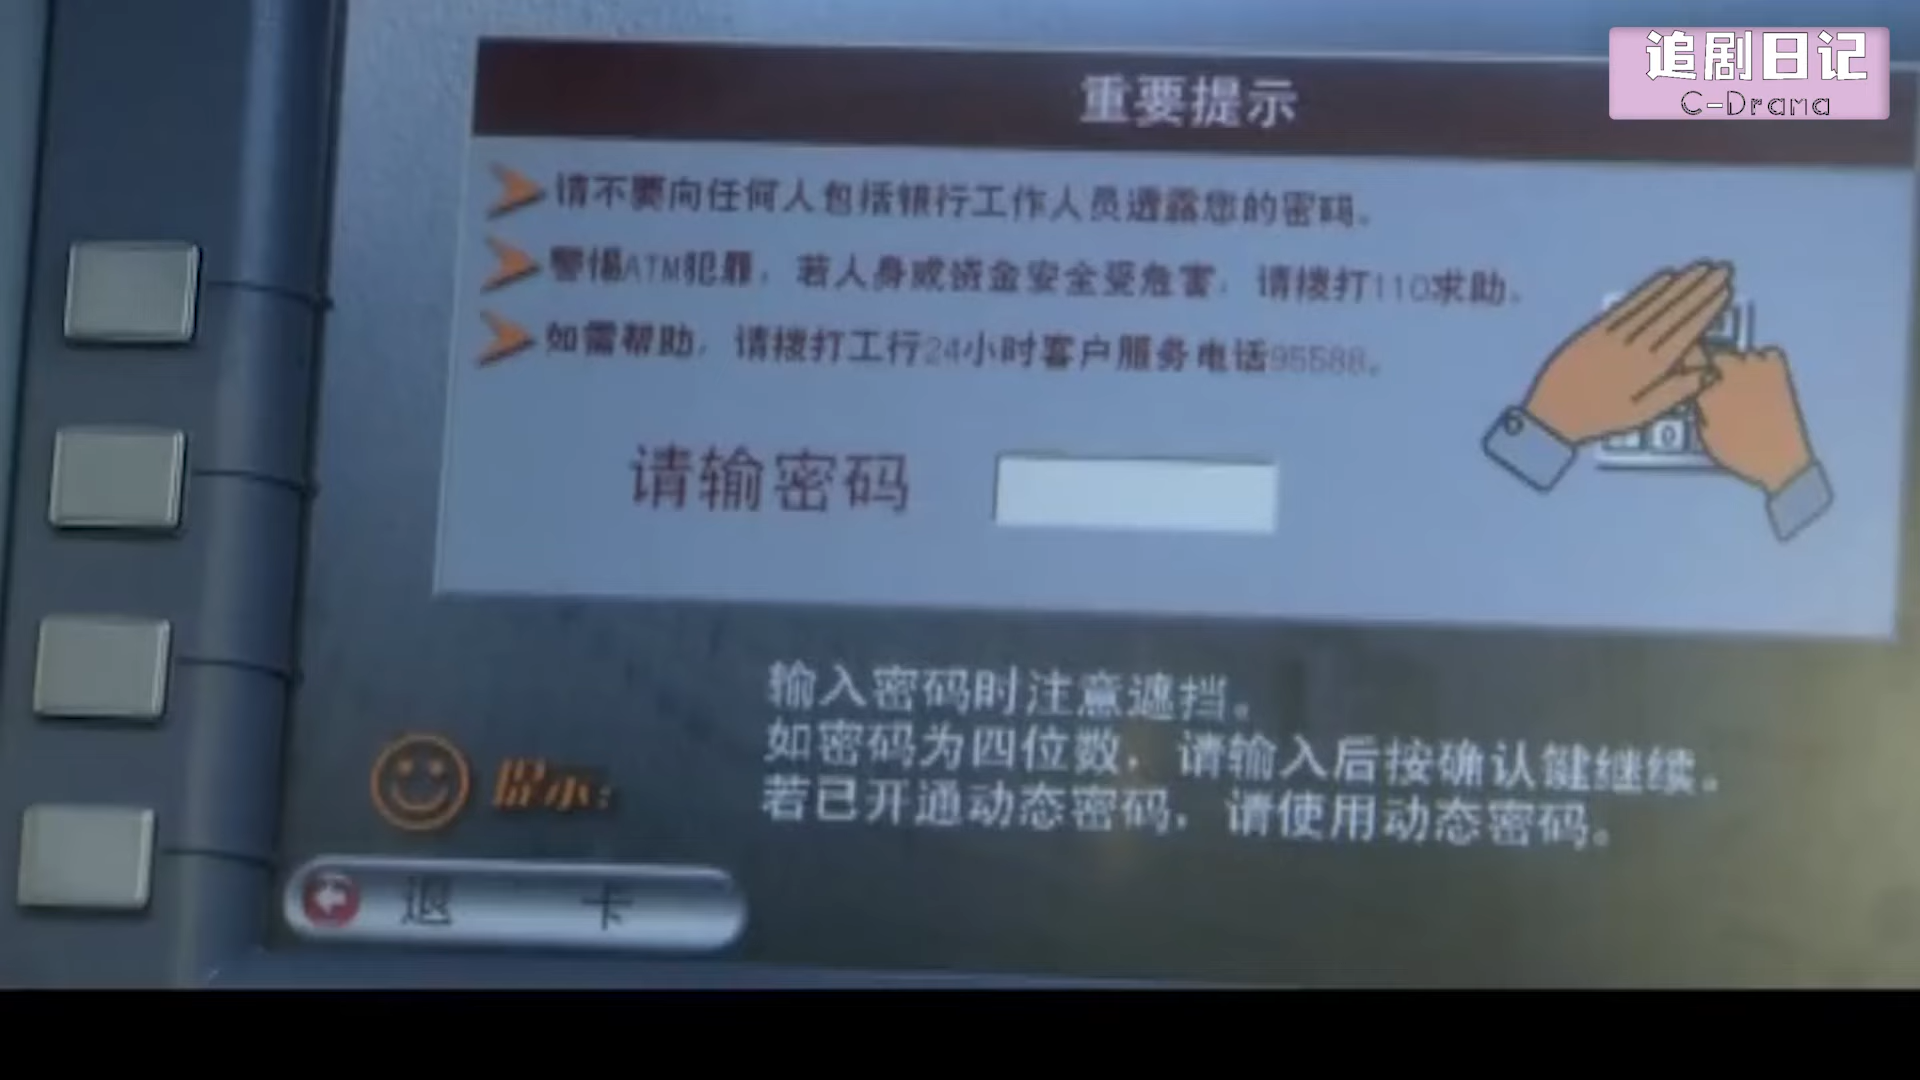 追剧日记
C-Drama
重要提示
请不要向任何人包括银行工作人员透露您的密码。
警惕ATM犯罪，若人身或资金安全受危害，请拨打110求助。
如需帮助，请拨打工行24小时客户服务电话95588。
请输密码
0
输入密码时注意遮挡。
如密码为四位数，请输入后按确认键继续。
若已开通动态密码，请使用动态密码。
提示：
退 卡